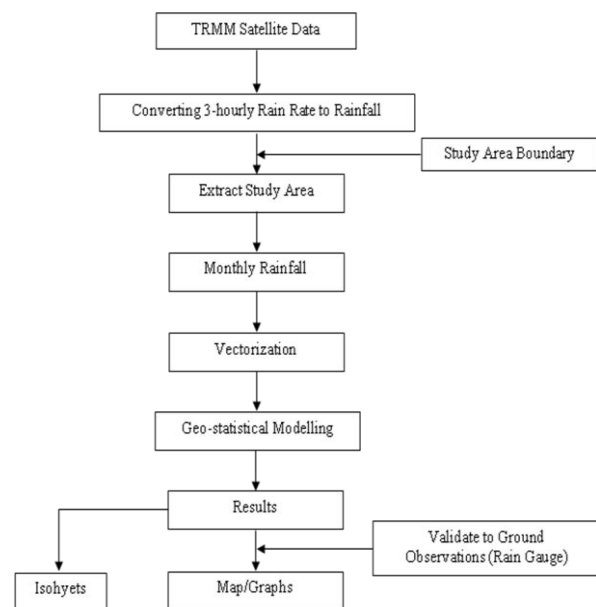 TRMM Satellite Data
Converting 3-hourly Rain Rate to Rainfall
Study Area Boundary
Extract Study Area
Monthly Rainfall
Vectorization
Geo-statistical Modelling
Results
Validate to Ground
Observations (Rain Gauge)
Isohyets
Map/Graphs